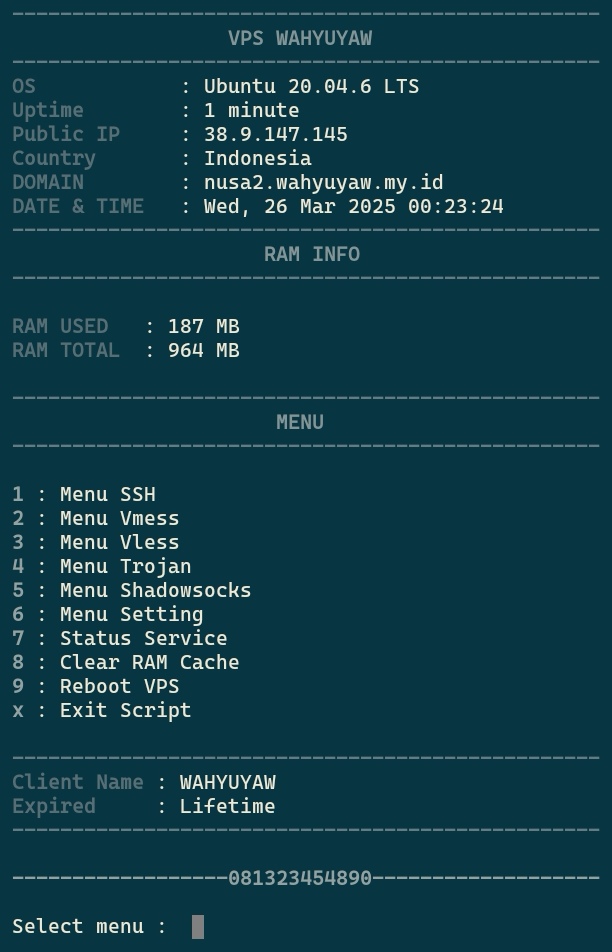 VPS WAHYUYAW
OS : Ubuntu 20.04.6 LTS
Uptime : 1 minute
Public IP : 38.9.147.145
Country : Indonesia
DOMAIN : nusa2.wahyuyaw.my.id
DATE & TIME : Wed, 26 Mar 2025 00:23:24
RAM INFO
RAM USED : 187 MB
RAM TOTAL : 964 MB
MENU
1 : Menu SSH
2 : Menu Vmess
3 : Menu Vless
4 : Menu Trojan
5 : Menu Shadowsocks
6 : Menu Setting
7 : Status Service
8 : Clear RAM Cache
9 : Reboot VPS
x : Exit Script
Client Name : WAHYUYAW
Expired : Lifetime
081323454890
Select menu :